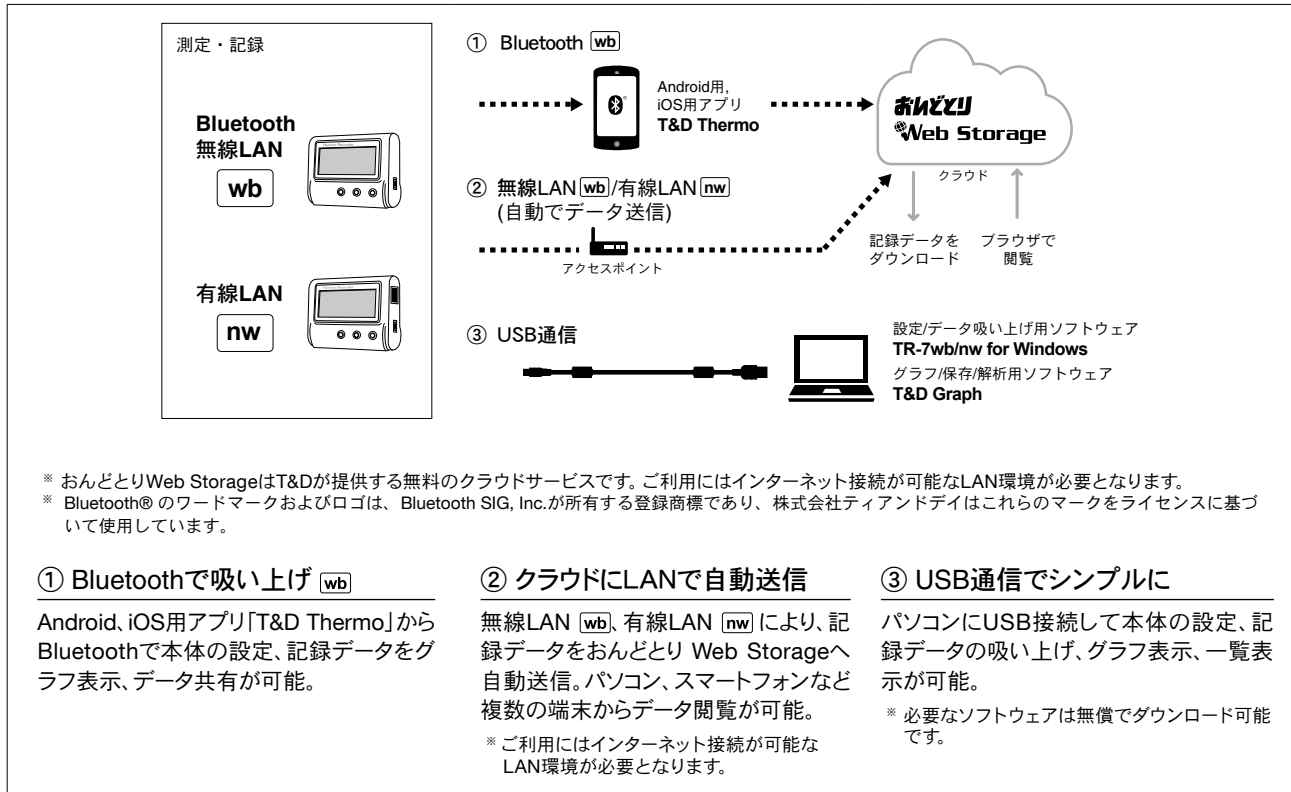 測定・記録
Bluetooth
無線LAN
wb
有線LAN
nw
① Bluetooth wb
Android用,
iOS用アプリ
T&D Thermo
② 無線LAN wb/有線LAN nw
(自動でデータ送信)
アクセスポイント
おんどとり
Web Storage
クラウド
記録データを
ダウンロード
ブラウザで
閲覧
③ USB通信
設定/データ吸い上げ用ソフトウェア
TR-7wb/nw for Windows
グラフ/保存/解析用ソフトウェア
T&D Graph
※ おんどとりWeb StorageはT&Dが提供する無料のクラウドサービスです。ご利用にはインターネット接続が可能なLAN環境が必要となります。
※ Bluetooth® のワードマークおよびロゴは、Bluetooth SIG, Inc.が所有する登録商標であり、株式会社ティアンドデイはこれらのマークをライセンスに基づ
いて使用しています。
① Bluetoothで吸い上げ wb
Android、iOS用アプリ「T&D Thermo」から
Bluetoothで本体の設定、記録データをグ
ラフ表示、データ共有が可能。
② クラウドにLANで自動送信
無線LAN wb、有線LAN nw により、記
録データをおんどとり Web Storageへ
自動送信。パソコン、スマートフォンなど
複数の端末からデータ閲覧が可能。
※ ご利用にはインターネット接続が可能な
LAN環境が必要となります。
③ USB通信でシンプルに
パソコンにUSB接続して本体の設定、記
録データの吸い上げ、グラフ表示、一覧表
示が可能。
※ 必要なソフトウェアは無償でダウンロード可能
です。